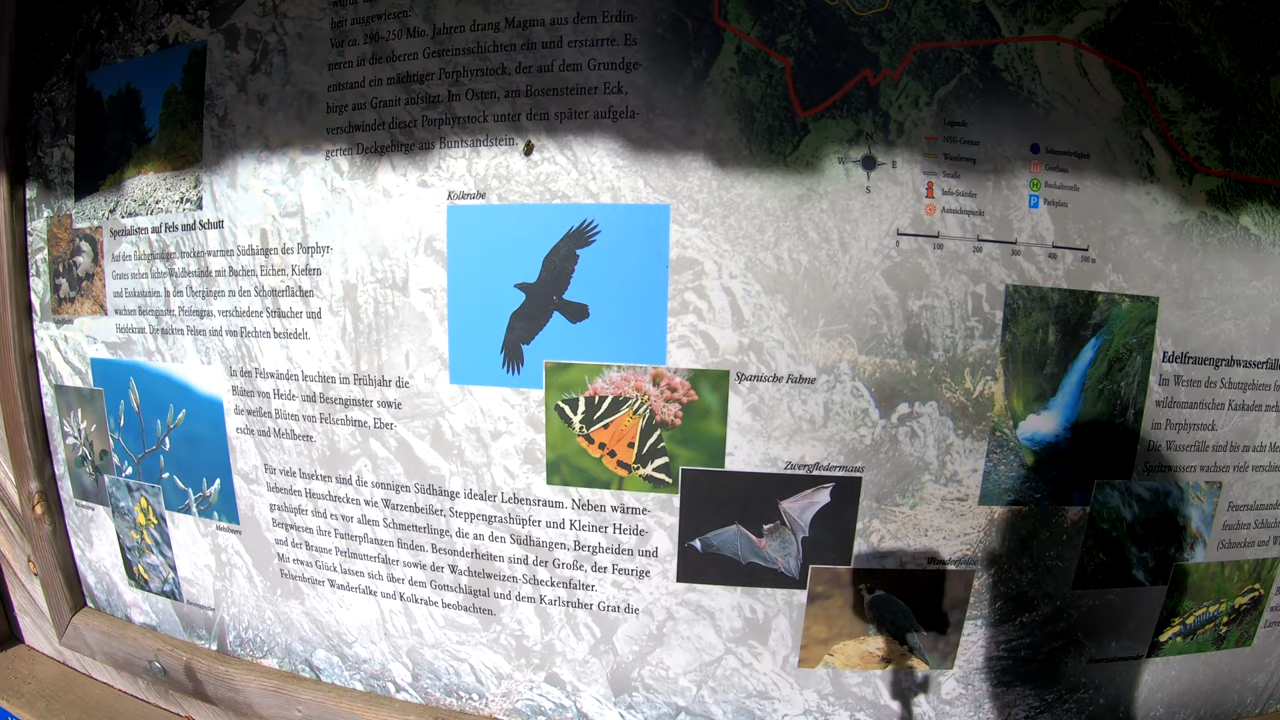 heit ausgewiesen.
Vor ca. 290–250 Mio. Jahren drang Magma aus dem Erdin-
neren in die oberen Gesteinsschichten ein und erstarrte. Es
entstand ein mächtiger Porphyrstock, der auf dem Grundge-
birge aus Granit aufsitzt. Im Osten, am Bosensteiner Eck,
verschwindet dieser Porphyrstock unter dem später aufgela-
gerten Deckgebirge aus Buntsandstein.
Spezialisten auf Fels und Schutt
Auf den flachgründigen, trocken-warmen Südhängen des Porphyr-
Grates stehen lichte Waldbestände mit Buchen, Eichen, Kiefern
und Esskastanien. In den Übergängen zu den Schotterflächen
wachsen Besenginster, Pfeifengras, verschiedene Sträucher und
Heidekraut. Die nackten Felsen sind von Flechten besiedelt.
In den Felswänden leuchten im Frühjahr die
Blüten von Heide- und Besenginster sowie
die weißen Blüten von Felsenbirne, Eber-
esche und Mehlbeere.
Mehlbeere
Besenginster
Für viele Insekten sind die sonnigen Südhänge idealer Lebensraum. Neben wärme-
liebenden Heuschrecken wie Warzenbeißer, Steppengrashüpfer und Kleiner Heide-
grashüpfer sind es vor allem Schmetterlinge, die an den Südhängen, Bergheiden und
Bergwiesen ihre Futterpflanzen finden. Besonderheiten sind der Große, der Feurige
und der Braune Perlmutterfalter sowie der Wachtelweizen-Scheckenfalter.
Mit etwas Glück lassen sich über dem Gottschlägtal und dem Karlsruher Grat die
Felsenbrüter Wanderfalke und Kolkrabe beobachten.
Kolkrabe
Spanische Fahne
Zwergfledermaus
Wanderfalke
N
W E
S
Legende
NSG-Grenze
Wanderweg
Straße
Info-Ständer
Aussichtspunkt
Sehenswürdigkeit
Gasthaus
H Bushaltestelle
P Parkplatz
0 100 200 300 400 500 m
Edelfrauengrabwasserfälle
Im Westen des Schutzgebietes
wildromantischen Kaskaden
im Porphyrstock.
Die Wasserfälle sind bis zu acht
Spritzwassers wachsen viele
Feuersalamander
feuchten
(Schnecken und
Feuersalamander